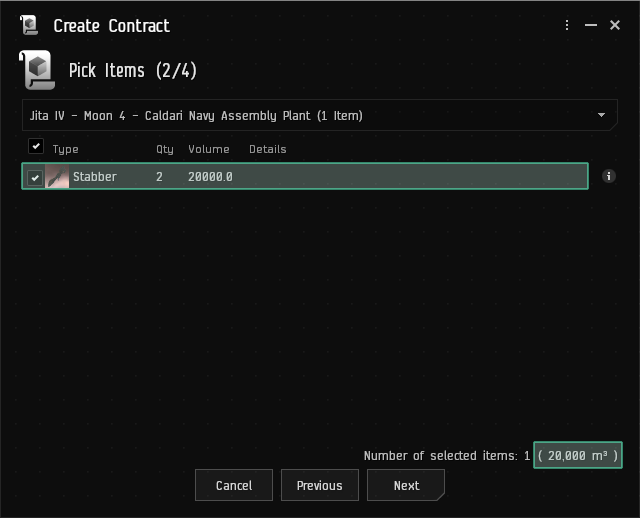 Create Contract
Pick Items (2/4)
Jita IV - Moon 4 - Caldari Navy Assembly Plant (1 Item)
Type Qty Volume Details
Stabber 2 20000.0
Number of selected items: 1 ( 20,000 m³ )
Cancel Previous Next